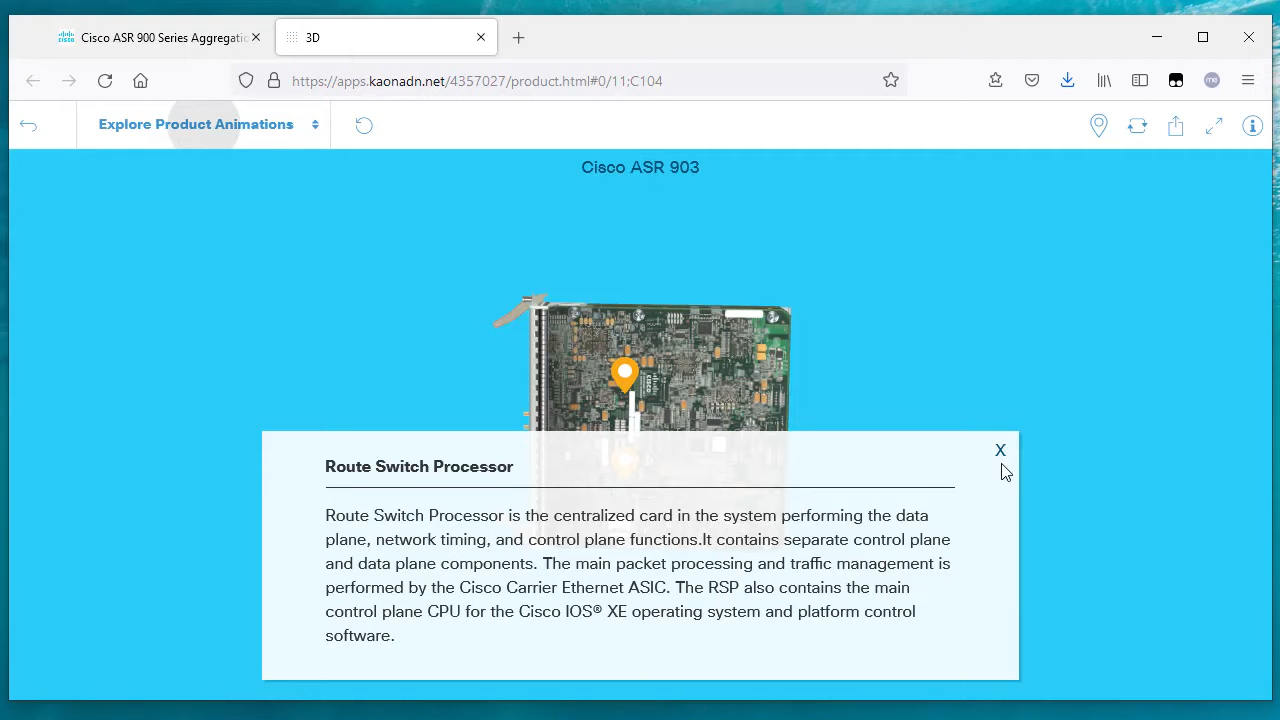 Cisco ASR 900 Series Aggregatio
3D
https://apps.kaonadn.net/4357027/product.html#0/11;C104
me
Explore Product Animations
Cisco ASR 903
X
Route Switch Processor
Route Switch Processor is the centralized card in the system performing the data
plane, network timing, and control plane functions.It contains separate control plane
and data plane components. The main packet processing and traffic management is
performed by the Cisco Carrier Ethernet ASIC. The RSP also contains the main
control plane CPU for the Cisco IOS® XE operating system and platform control
software.